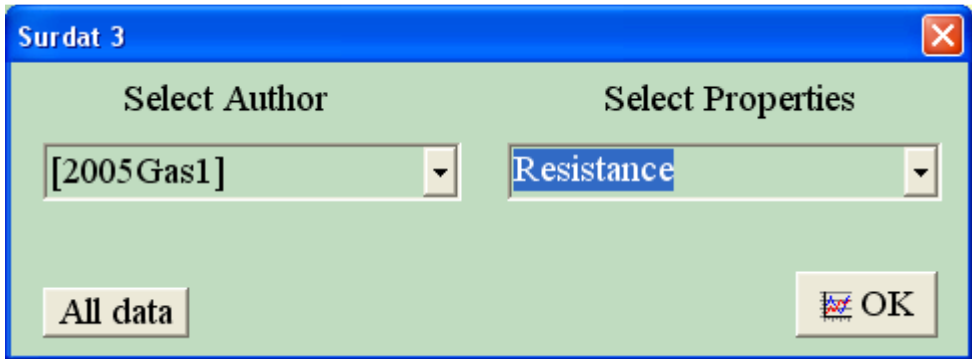 Surdat 3
Select Author
Select Properties
[2005Gas1]
Resistance
All data
OK